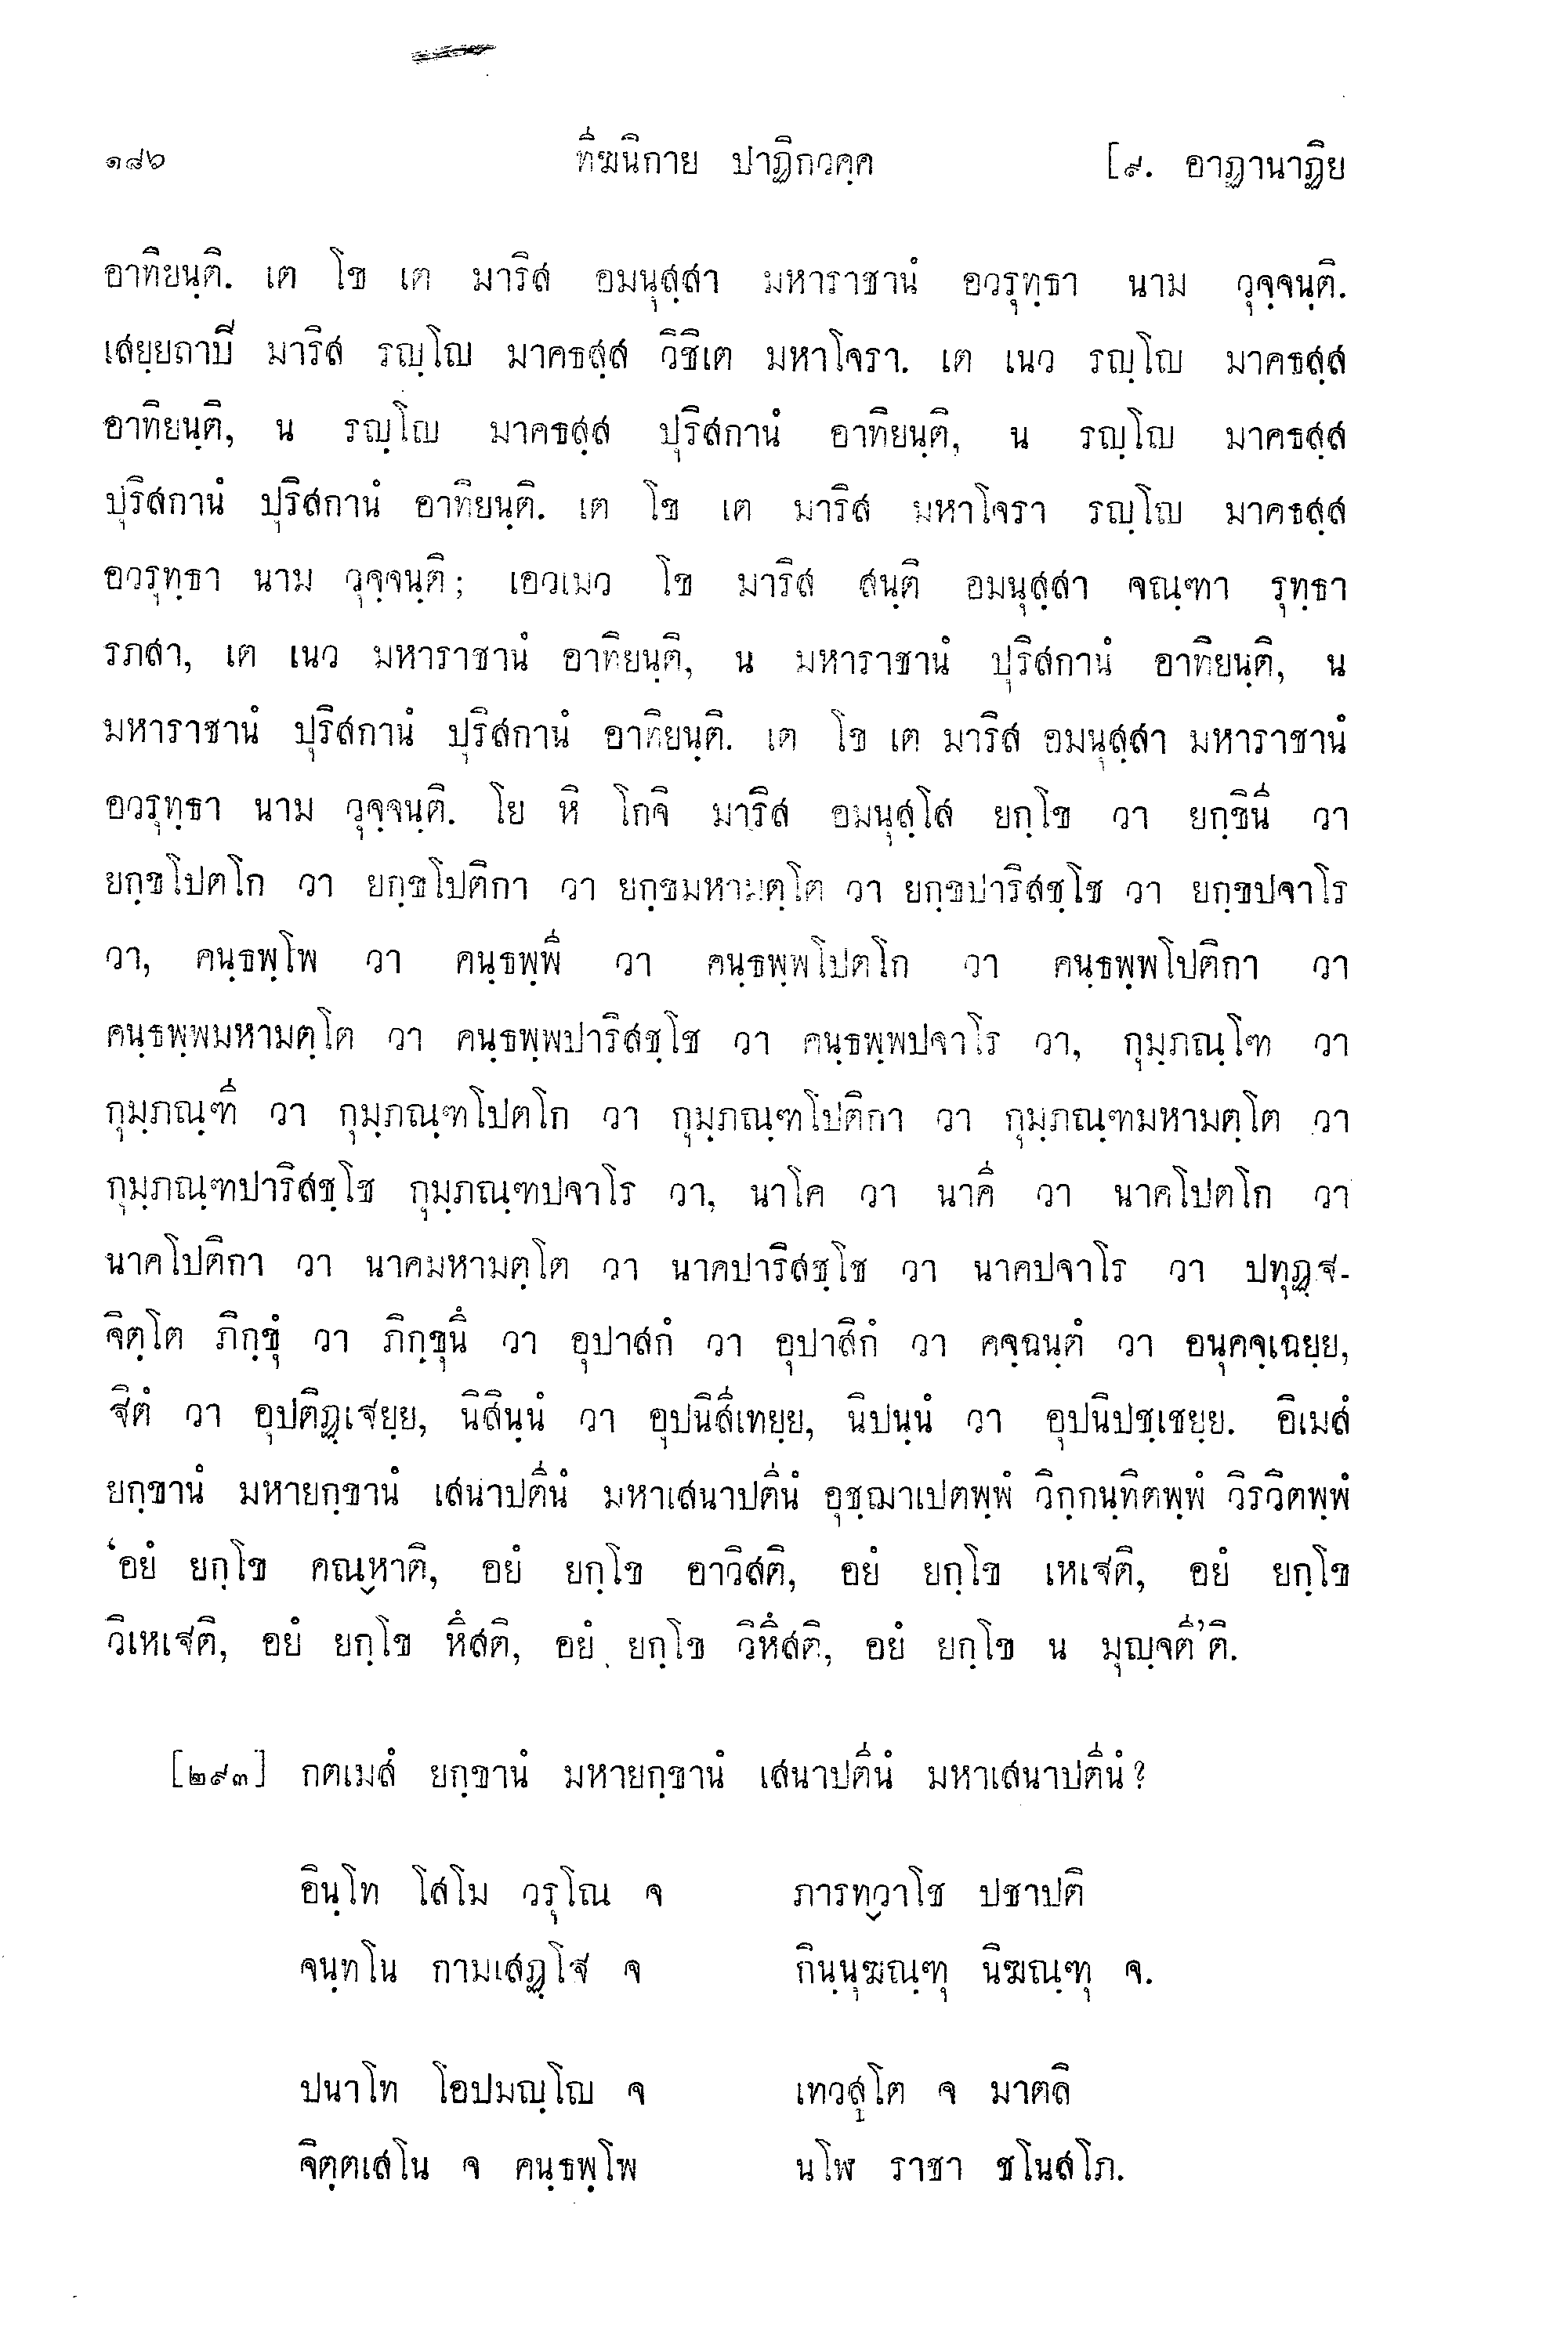 ๑๘๖ ทีฆนิกาย ปาฏิกวคฺค [๙. อาฏานาฏิย
อาทิยนฺติ. เต โข เต มาริส อมนุสฺสา มหาราชานํ อวรุทฺธา นาม วุจฺจนฺติ.
เสยฺยถาปิ มาริส รญฺโญ มาคธสฺส วิชิเต มหาโจรา. เต เนว รญฺโญ มาคธสฺส
อาทิยนฺติ, น รญฺโญ มาคธสฺส ปุริสกานํ อาทิยนฺติ, น รญฺโญ มาคธสฺส
ปุริสกานํ ปุริสกานํ อาทิยนฺติ. เต โข เต มาริส มหาโจรา รญฺโญ มาคธสฺส
อวรุทฺธา นาม วุจฺจนฺติ; เอวเมว โข มาริส สนฺติ อมนุสฺสา จณฺฑา รุทฺธา
รภสา, เต เนว มหาราชานํ อาทิยนฺติ, น มหาราชานํ ปุริสกานํ อาทิยนฺติ, น
มหาราชานํ ปุริสกานํ ปุริสกานํ อาทิยนฺติ. เต โข เต มาริส อมนุสฺสา มหาราชานํ
อวรุทฺธา นาม วุจฺจนฺติ. โย หิ โกจิ มาริส อมนุสฺโส ยกฺโข วา ยกฺขินี วา
ยกฺขโปตโก วา ยกฺขโปติกา วา ยกฺขมหามตฺโต วา ยกฺขปาริสชฺโช วา ยกฺขปจาโร
วา, คนฺธพฺโพ วา คนฺธพฺพี วา คนฺธพฺพโปตโก วา คนฺธพฺพโปติกา วา
คนฺธพฺพมหามตฺโต วา คนฺธพฺพปาริสชฺโช วา คนฺธพฺพปจาโร วา, กุมฺภณฺโฑ วา
กุมฺภณฺฑี วา กุมฺภณฺฑโปตโก วา กุมฺภณฺฑโปติกา วา กุมฺภณฺฑมหามตฺโต วา
กุมฺภณฺฑปาริสชฺโช กุมฺภณฺฑปจาโร วา, นาโค วา นาคี วา นาคโปตโก วา
นาคโปติกา วา นาคมหามตฺโต วา นาคปาริสชฺโช วา นาคปจาโร วา ปทุฏฺฐ-
จิตฺโต ภิกฺขุํ วา ภิกฺขุนึ วา อุปาสกํ วา อุปาสิกํ วา คจฺฉนฺตํ วา อนุคจฺเฉยฺย,
ฐิตํ วา อุปติฏฺเฐยฺย, นิสินฺนํ วา อุปนิสีเทยฺย, นิปนฺนํ วา อุปนิปชฺเชยฺย. อิเมสํ
ยกฺขานํ มหายกฺขานํ เสนาปตีนํ มหาเสนาปตีนํ อุชฺฌาเปตพฺพํ วิกฺกนฺทิตพฺพํ วิรวิตพฺพํ
‘อยํ ยกฺโข คณฺหาติ, อยํ ยกฺโข อาวิสติ, อยํ ยกฺโข เหเฐติ, อยํ ยกฺโข
วิเหเฐติ, อยํ ยกฺโข หึสติ, อยํ ยกฺโข วิหึสติ, อยํ ยกฺโข น มุญฺจตี’ติ.
[๒๙๓] กตเมสํ ยกฺขานํ มหายกฺขานํ เสนาปตีนํ มหาเสนาปตีนํ?
อินฺโท โสโม วรุโณ จ ภารทฺวาโช ปชาปติ
จนฺทโน กามเสฏฺโฐ จ กินฺนุฆณฺฑุ นิฆณฺฑุ จ.
ปนาโท โอปมญฺโญ จ เทวสุโต จ มาตลิ
จิตฺตเสโน จ คนฺธพฺโพ นโฬ ราชา ชโนสโภ.